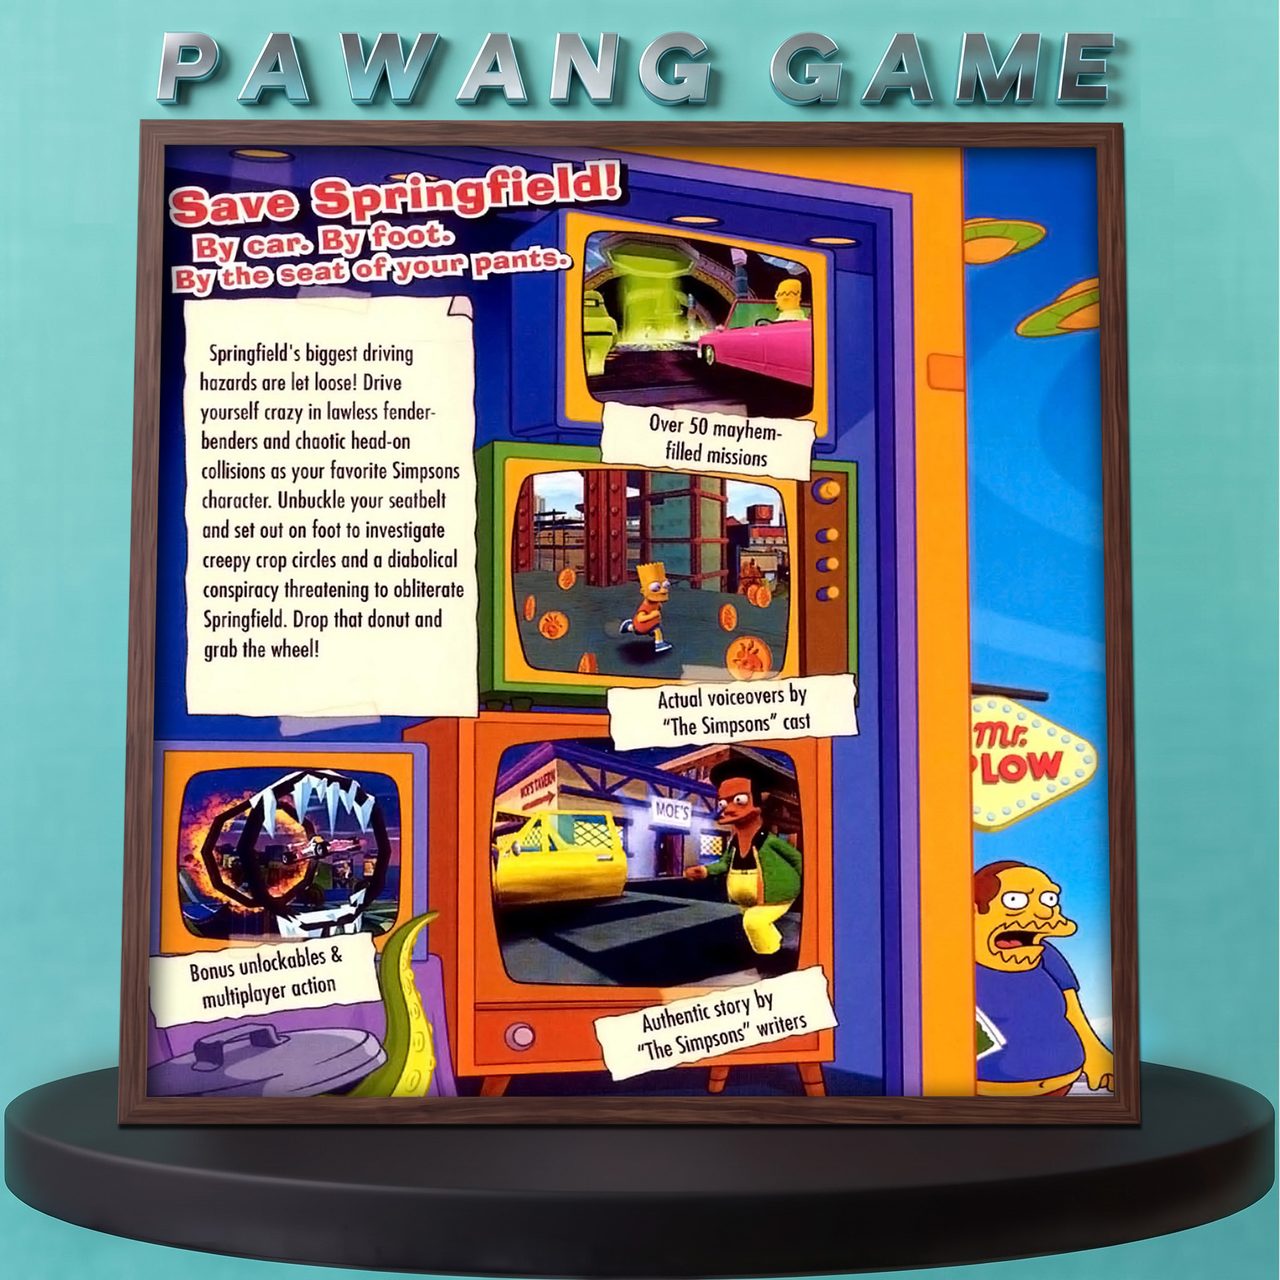 PAWANG GAME
Save Springfield!
By car. By foot.
By the seat of your pants.
Springfield's biggest driving
hazards are let loose! Drive
yourself crazy in lawless fender-
benders and chaotic head-on
collisions as your favorite Simpsons
character. Unbuckle your seatbelt
and set out on foot to investigate
creepy crop circles and a diabolical
conspiracy threatening to obliterate
Springfield. Drop that donut and
grab the wheel!
Over 50 mayhem-
filled missions
Actual voiceovers by
"The Simpsons" cast
MOE'S TAVERN
MOE'S
Authentic story by
"The Simpsons" writers
Bonus unlockables &
multiplayer action
Mr.
PLOW